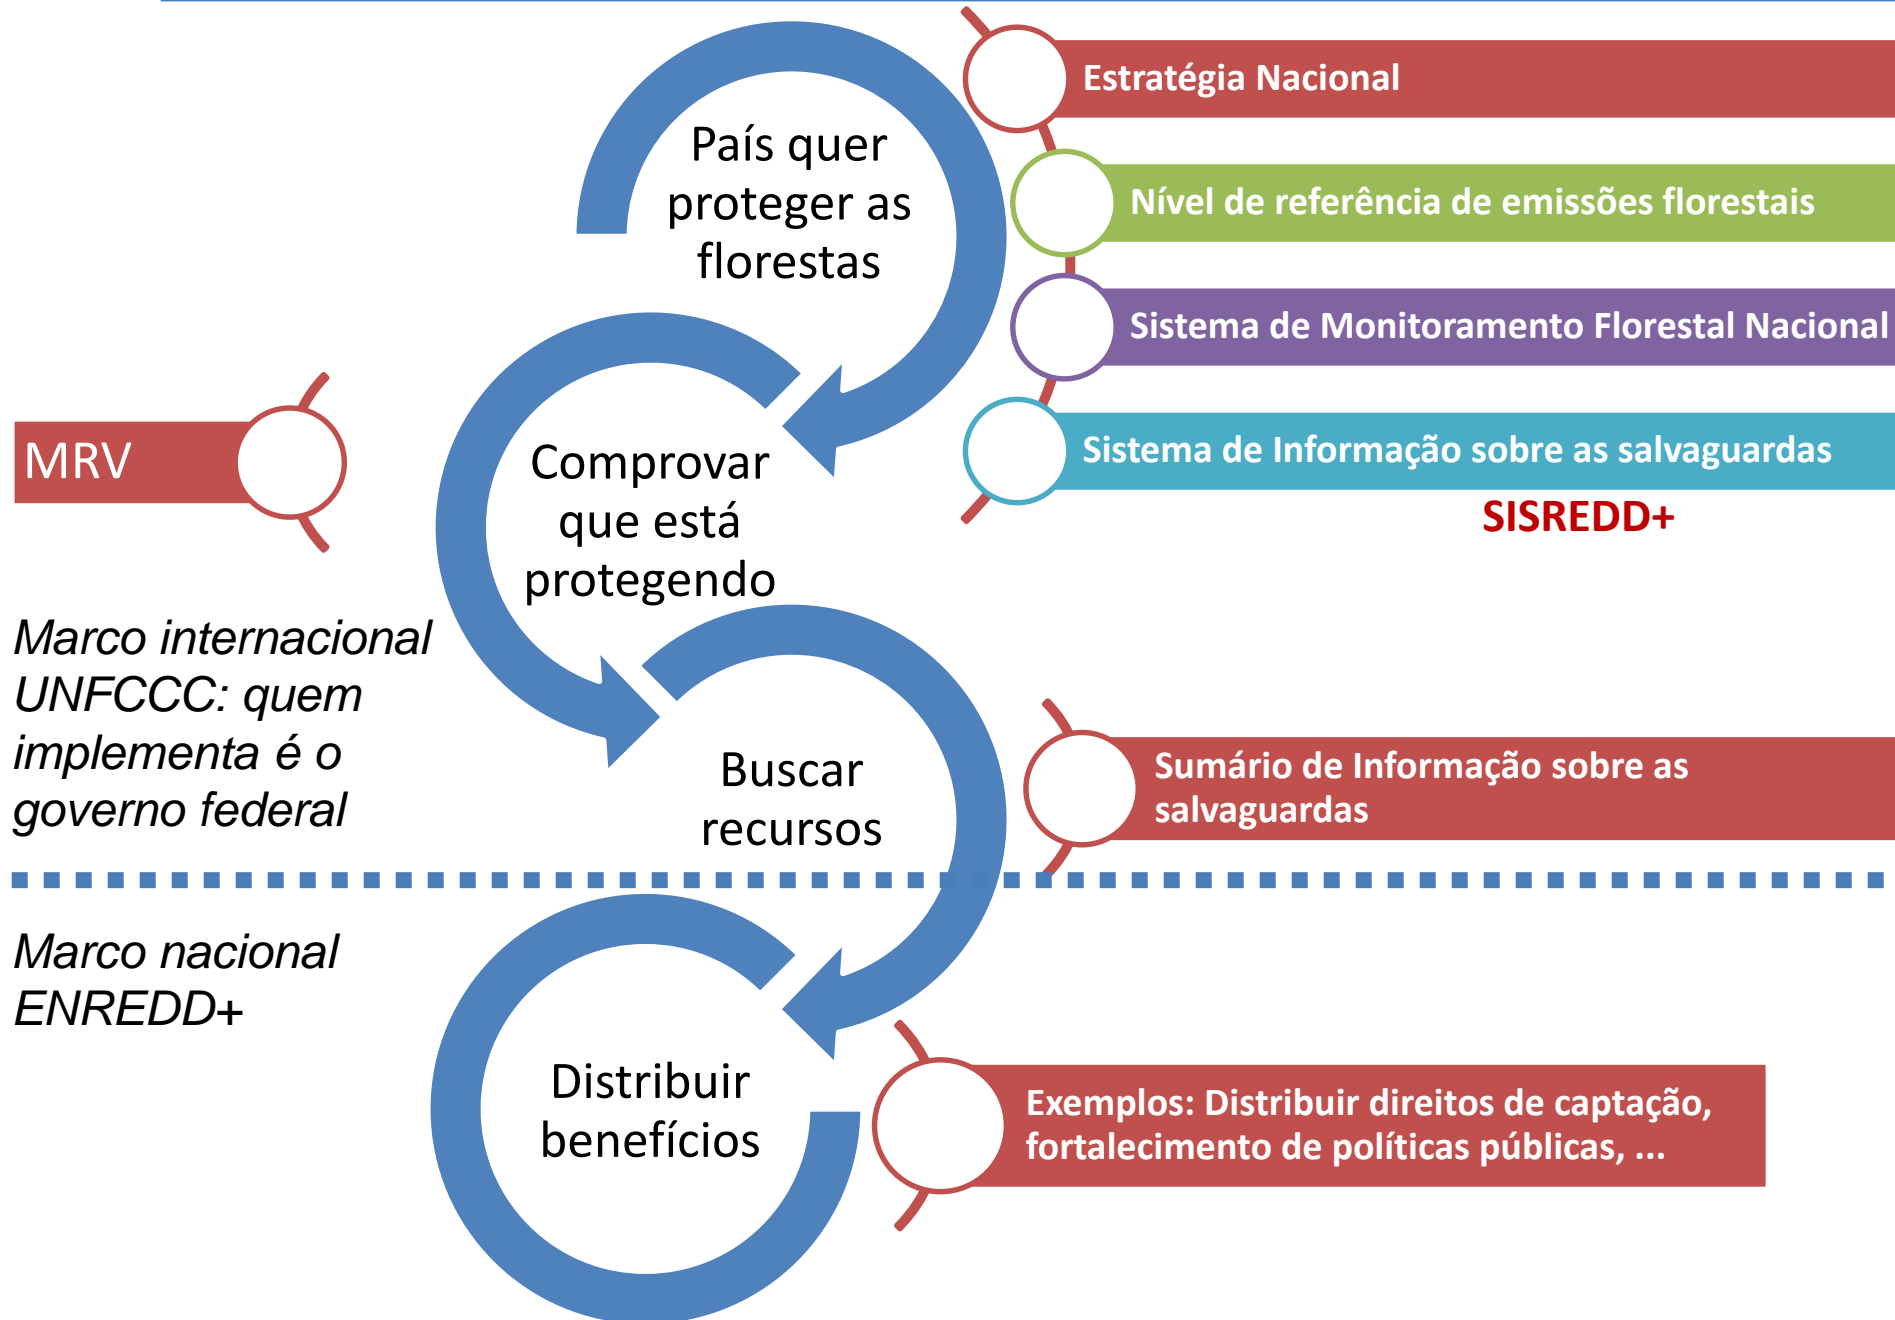 País quer
proteger as
florestas
Estratégia Nacional
Nível de referência de emissões florestais
Sistema de Monitoramento Florestal Nacional
Sistema de Informação sobre as salvaguardas
SISREDD+
MRV
Comprovar
que está
protegendo
Marco internacional
UNFCCC: quem
implementa é o
governo federal
Buscar
recursos
Sumário de Informação sobre as
salvaguardas
Marco nacional
ENREDD+
Distribuir
benefícios
Exemplos: Distribuir direitos de captação,
fortalecimento de políticas públicas, ...